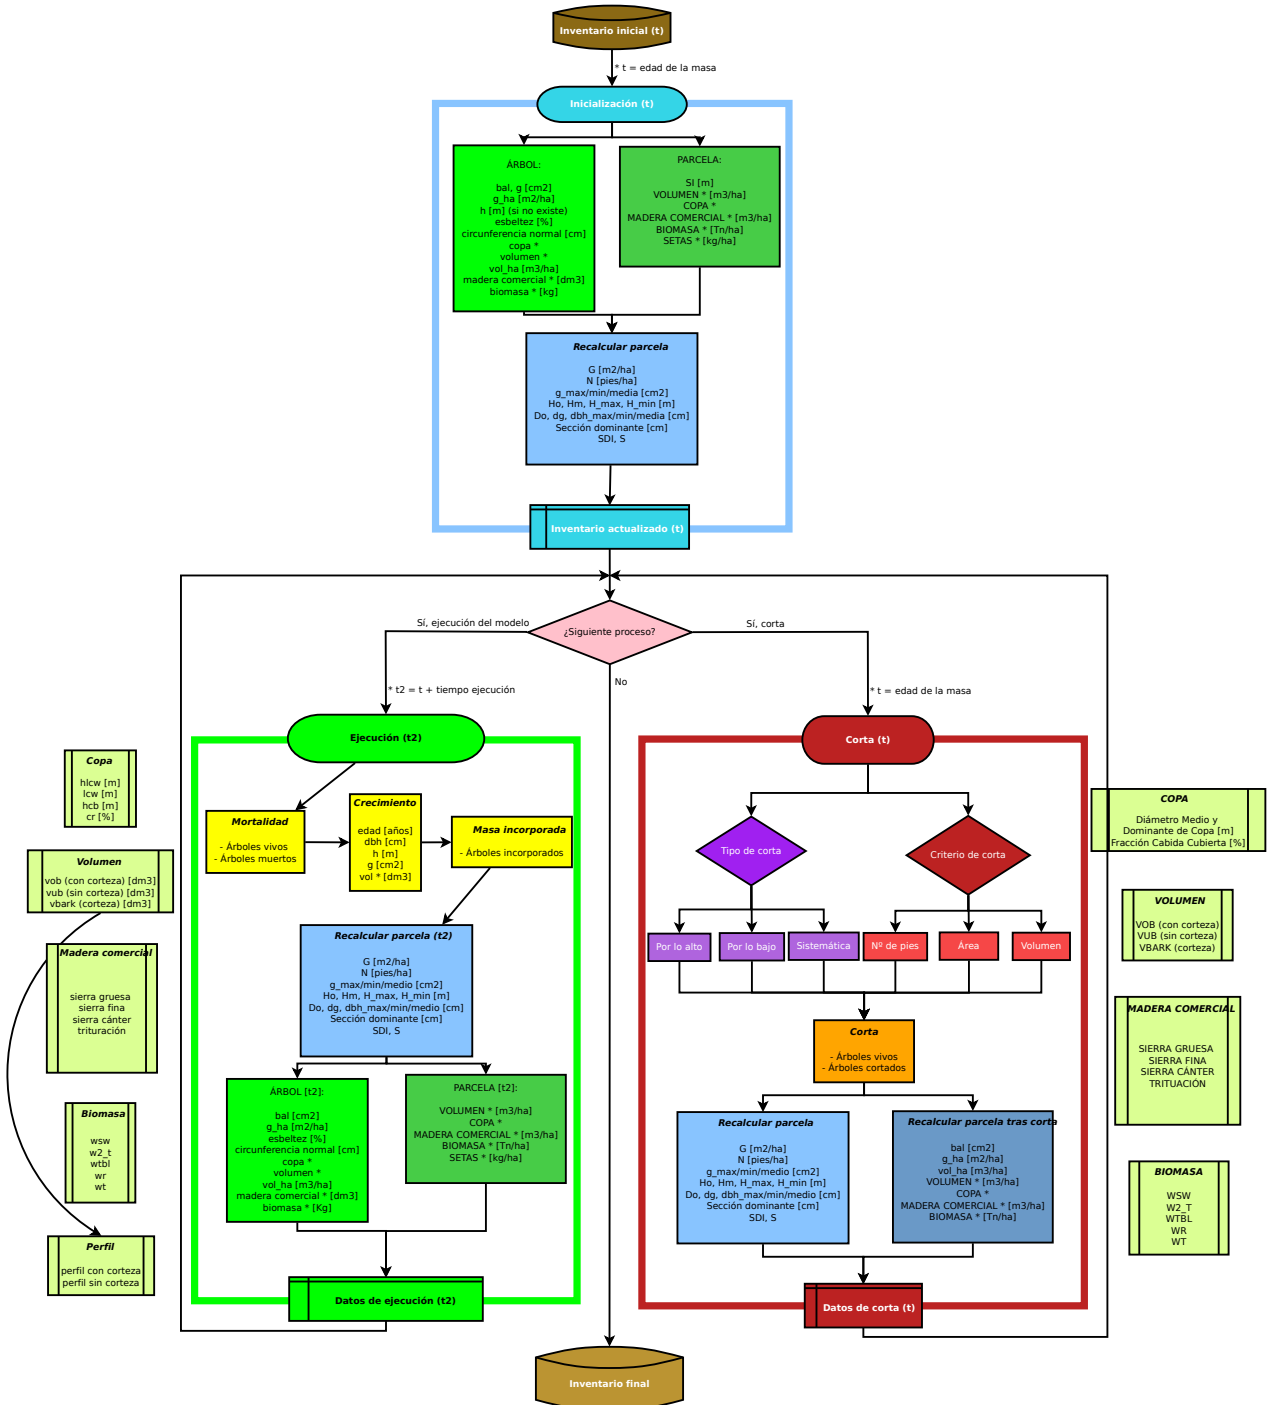 Inventario inicial (t)
* t = edad de la masa
Inicialización (t)
ÁRBOL:
bal, g [cm2]
g_ha [m2/ha]
h [m] (si no existe)
esbeltez [%]
circunferencia normal [cm]
copa *
volumen *
vol_ha [m3/ha]
madera comercial * [dm3]
biomasa * [kg]
PARCELA:
SI [m]
VOLUMEN * [m3/ha]
COPA *
MADERA COMERCIAL * [m3/ha]
BIOMASA * [Tn/ha]
SETAS * [kg/ha]
Recalcular parcela
G [m2/ha]
N [pies/ha]
g_max/min/media [cm2]
Ho, Hm, H_max, H_min [m]
Do, dg, dbh_max/min/media [cm]
Sección dominante [cm]
SDI, S
Inventario actualizado (t)
¿Siguiente proceso?
Sí, ejecución del modelo
Sí, corta
No
* t2 = t + tiempo ejecución
* t = edad de la masa
Ejecución (t2)
Mortalidad
- Árboles vivos
- Árboles muertos
Crecimiento
edad [años]
dbh [cm]
h [m]
g [cm2]
vol * [dm3]
Masa incorporada
- Árboles incorporados
Recalcular parcela (t2)
G [m2/ha]
N [pies/ha]
g_max/min/medio [cm2]
Ho, Hm, H_max, H_min [m]
Do, dg, dbh_max/min/medio [cm]
Sección dominante [cm]
SDI, S
ÁRBOL [t2]:
bal [cm2]
g_ha [m2/ha]
esbeltez [%]
circunferencia normal [cm]
copa *
volumen *
vol_ha [m3/ha]
madera comercial * [dm3]
biomasa * [Kg]
PARCELA [t2]:
VOLUMEN * [m3/ha]
COPA *
MADERA COMERCIAL * [m3/ha]
BIOMASA * [Tn/ha]
SETAS * [kg/ha]
Datos de ejecución (t2)
Corta (t)
Tipo de corta
Criterio de corta
Por lo alto
Por lo bajo
Sistemática
Nº de pies
Área
Volumen
Corta
- Árboles vivos
- Árboles cortados
Recalcular parcela
G [m2/ha]
N [pies/ha]
g_max/min/medio [cm2]
Ho, Hm, H_max, H_min [m]
Do, dg, dbh_max/min/medio [cm]
Sección dominante [cm]
SDI, S
Recalcular parcela tras corta
bal [cm2]
g_ha [m2/ha]
vol_ha [m3/ha]
VOLUMEN * [m3/ha]
COPA *
MADERA COMERCIAL * [m3/ha]
BIOMASA * [Tn/ha]
Datos de corta (t)
Inventario final
Copa
hlcw [m]
lcw [m]
hcb [m]
cr [%]
Volumen
vob (con corteza) [dm3]
vub (sin corteza) [dm3]
vbark (corteza) [dm3]
Madera comercial
sierra gruesa
sierra fina
sierra cánter
trituración
Biomasa
wsw
w2_t
wtbl
wr
wt
Perfil
perfil con corteza
perfil sin corteza
COPA
Diámetro Medio y
Dominante de Copa [m]
Fracción Cabida Cubierta [%]
VOLUMEN
VOB (con corteza)
VUB (sin corteza)
VBARK (corteza)
MADERA COMERCIAL
SIERRA GRUESA
SIERRA FINA
SIERRA CÁNTER
TRITUACIÓN
BIOMASA
WSW
W2_T
WTBL
WR
WT